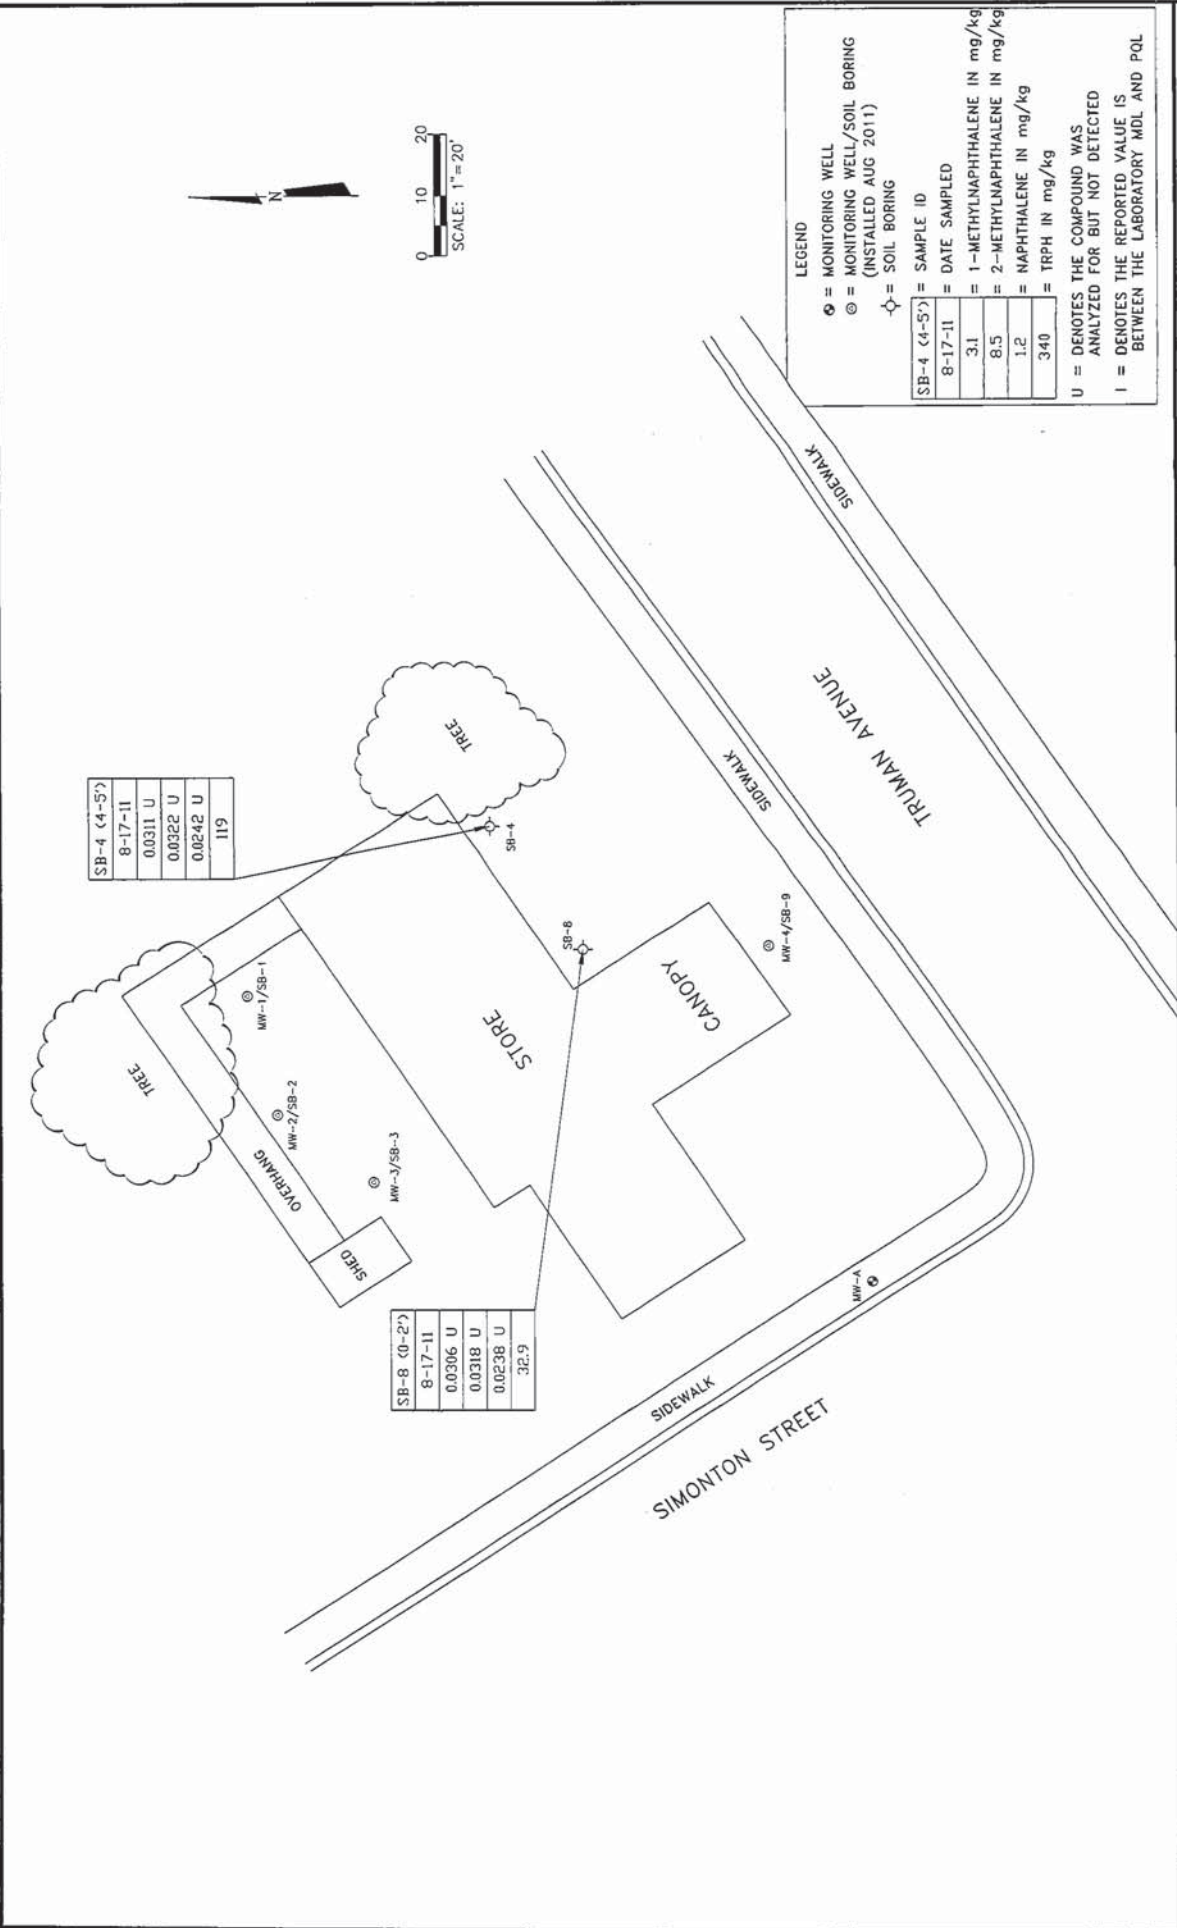 TREE
OVERHANG
SHED
MW-1/SB-1
MW-2/SB-2
MW-3/SB-3
SB-4 (4-5')
8-17-11
0.0311 U
0.0322 U
0.0242 U
119
TREE
SB-4
SB-8
STORE
CANOPY
MW-4/SB-9
SB-8 (0-2')
8-17-11
0.0306 U
0.0318 U
0.0238 U
32.9
MW-A
SIDEWALK
SIMONTON STREET
SIDEWALK
TRUMAN AVENUE
SIDEWALK
N
0 10 20
SCALE: 1"=20'
LEGEND
= MONITORING WELL
= MONITORING WELL/SOIL BORING
(INSTALLED AUG 2011)
= SOIL BORING
SB-4 (4-5') = SAMPLE ID
8-17-11 = DATE SAMPLED
3.1 = 1-METHYLNAPHTHALENE IN mg/kg
8.5 = 2-METHYLNAPHTHALENE IN mg/kg
1.2 = NAPHTHALENE IN mg/kg
340 = TRPH IN mg/kg
U = DENOTES THE COMPOUND WAS
ANALYZED FOR BUT NOT DETECTED
I = DENOTES THE REPORTED VALUE IS
BETWEEN THE LABORATORY MDL AND PQL